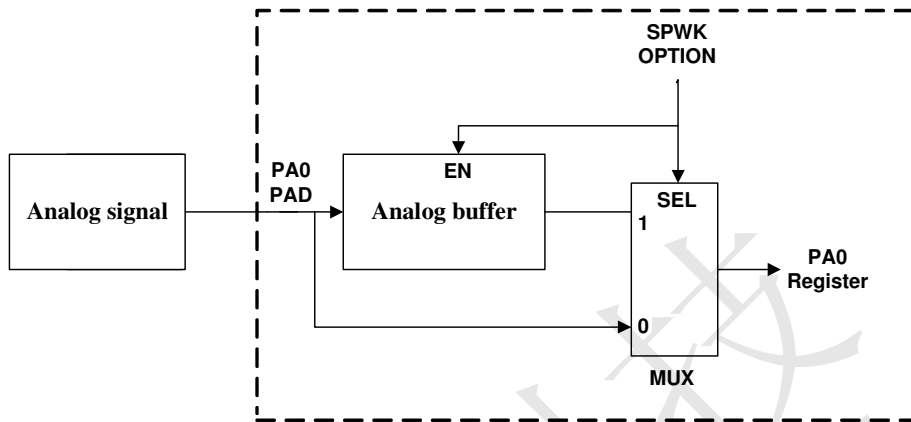 SPWK
OPTION
Analog signal
PA0
PAD
EN
Analog buffer
SEL
1
0
PA0
Register
MUX